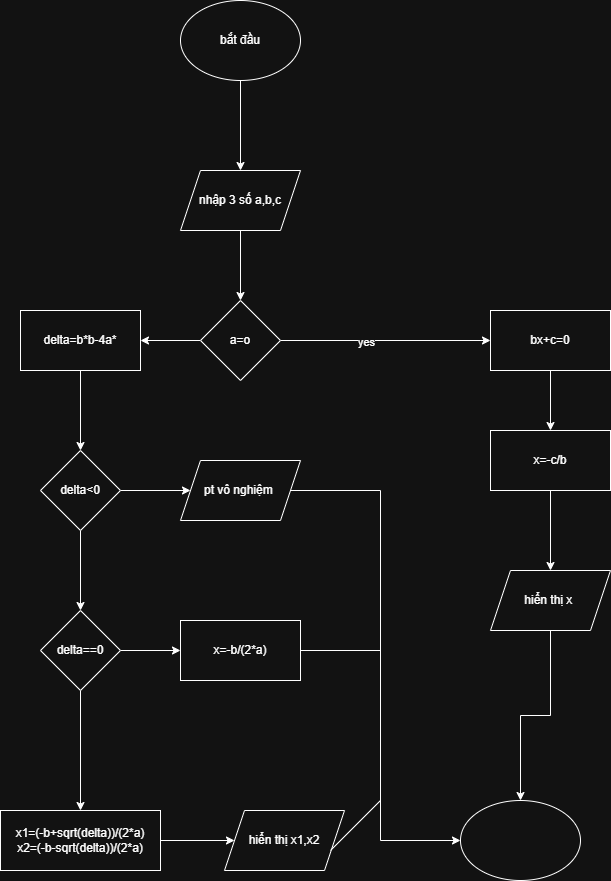 bắt đầu
nhập 3 số a,b,c
delta=b*b-4a*
a=o
yes
bx+c=0
x=-c/b
delta<0
pt vô nghiệm
hiển thị x
delta==0
x=-b/(2*a)
x1=(-b+sqrt(delta))/(2*a)
x2=(-b-sqrt(delta))/(2*a)
hiển thị x1,x2